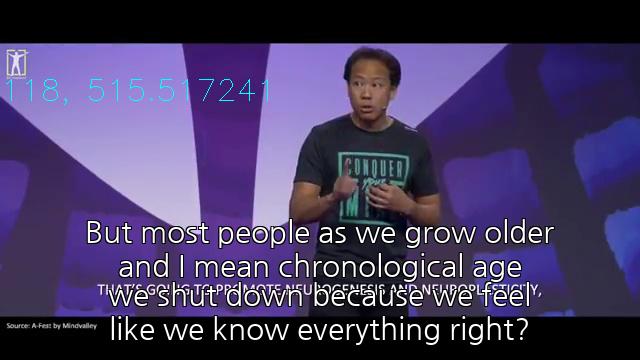 118, 515.517241
CONQUER
YOUR
MI
But most people as we grow older
and I mean chronological age
THAT'S GOING TO PROMOTE NEUROGENESIS AND NEUROPLASTICITY,
we shut down because we feel
like we know everything right?
Source: A-Fest by Mindvalley